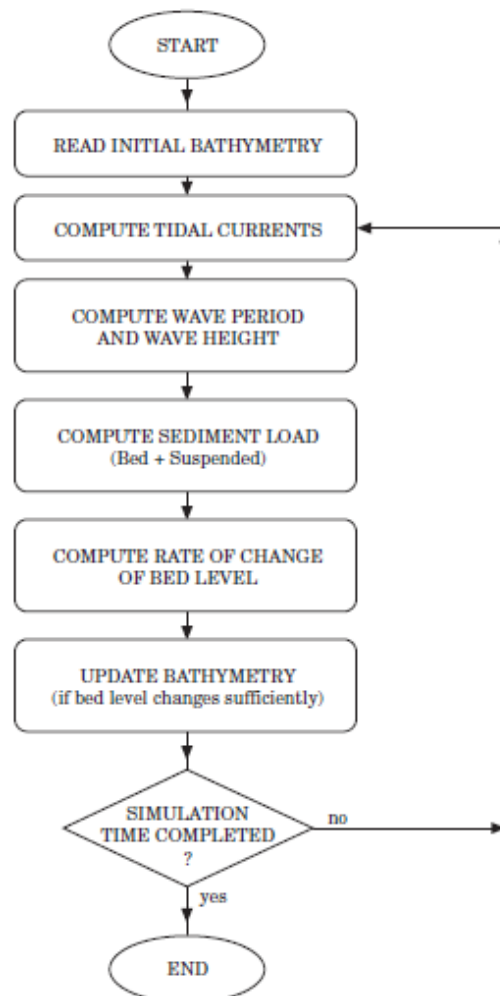 START
READ INITIAL BATHYMETRY
COMPUTE TIDAL CURRENTS
COMPUTE WAVE PERIOD
AND WAVE HEIGHT
COMPUTE SEDIMENT LOAD
(Bed + Suspended)
COMPUTE RATE OF CHANGE
OF BED LEVEL
UPDATE BATHYMETRY
(if bed level changes sufficiently)
SIMULATION
TIME COMPLETED
?
no
yes
END